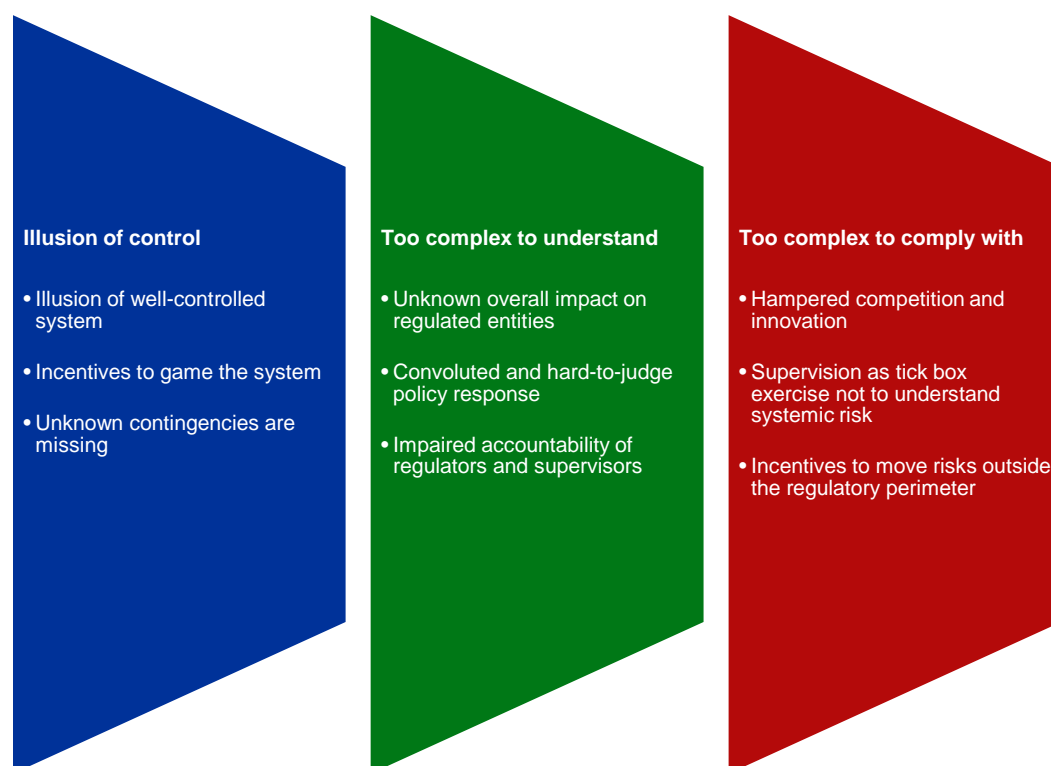 Illusion of control
• Illusion of well-controlled
system
• Incentives to game the system
• Unknown contingencies are
missing
Too complex to understand
• Unknown overall impact on
regulated entities
• Convoluted and hard-to-judge
policy response
• Impaired accountability of
regulators and supervisors
Too complex to comply with
• Hampered competition and
innovation
• Supervision as tick box
exercise not to understand
systemic risk
• Incentives to move risks outside
the regulatory perimeter